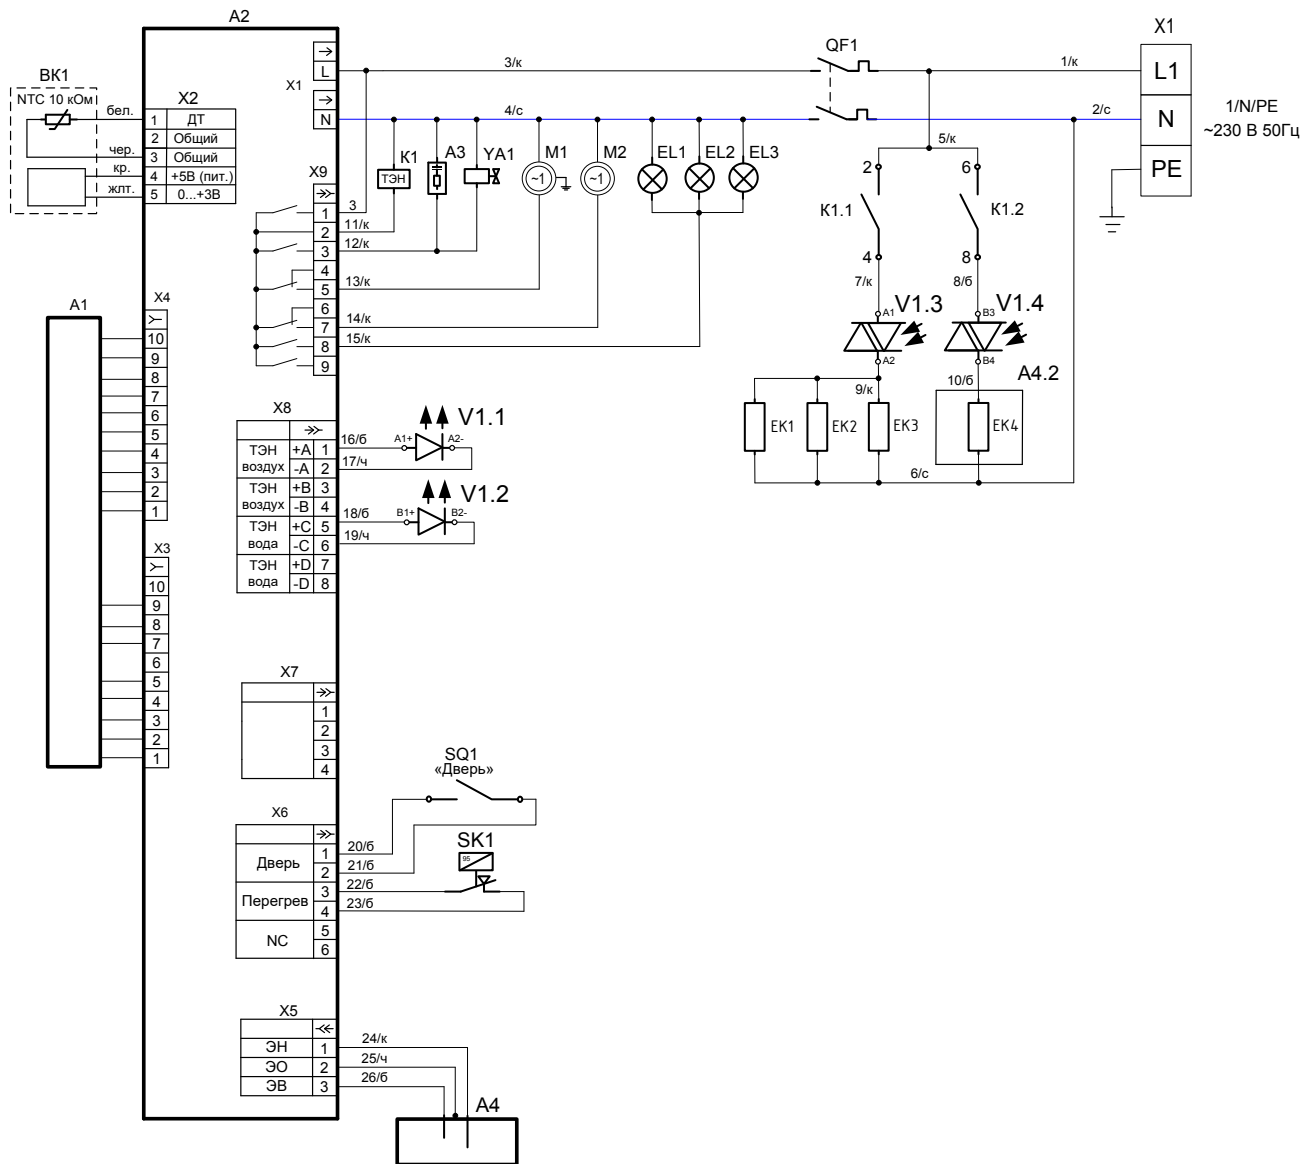 A2
X1
QF1
3/к
1/к
L1
L
BK1
X1
NTC 10 кОм
бел.
X2
4/с
2/с
N
1/N/PE
~230 В 50Гц
N
1 ДТ
2 Общий
чер.
3 Общий
кр.
4 +5В (пит.)
жлт.
5 0...+3В
K1
A3
YA1
M1
M2
EL1
EL2
EL3
5/к
PE
ТЭН
~1
~1
2
6
X9
1
3
2
11/к
3
12/к
4
5
13/к
6
7
14/к
8
15/к
9
K1.1
K1.2
4
8
7/к
8/б
A1
V1.3
B3
V1.4
A2
B4
A4.2
9/к
10/б
EK1
EK2
EK3
EK4
6/с
A1
X4
10
9
8
7
6
5
4
3
2
1
X3
10
9
8
7
6
5
4
3
2
1
X8
ТЭН воздух
+A 1
16/б
-A 2
17/ч
A1+
A2-
V1.1
ТЭН воздух
+B 3
-B 4
V1.2
ТЭН вода
+C 5
18/б
-C 6
19/ч
B1+
B2-
ТЭН вода
+D 7
-D 8
X7
1
2
3
4
SQ1
«Дверь»
X6
Дверь
1
20/б
2
21/б
SK1
95
Перегрев
3
22/б
4
23/б
NC
5
6
X5
ЭН 1
24/к
ЭО 2
25/ч
ЭВ 3
26/б
A4